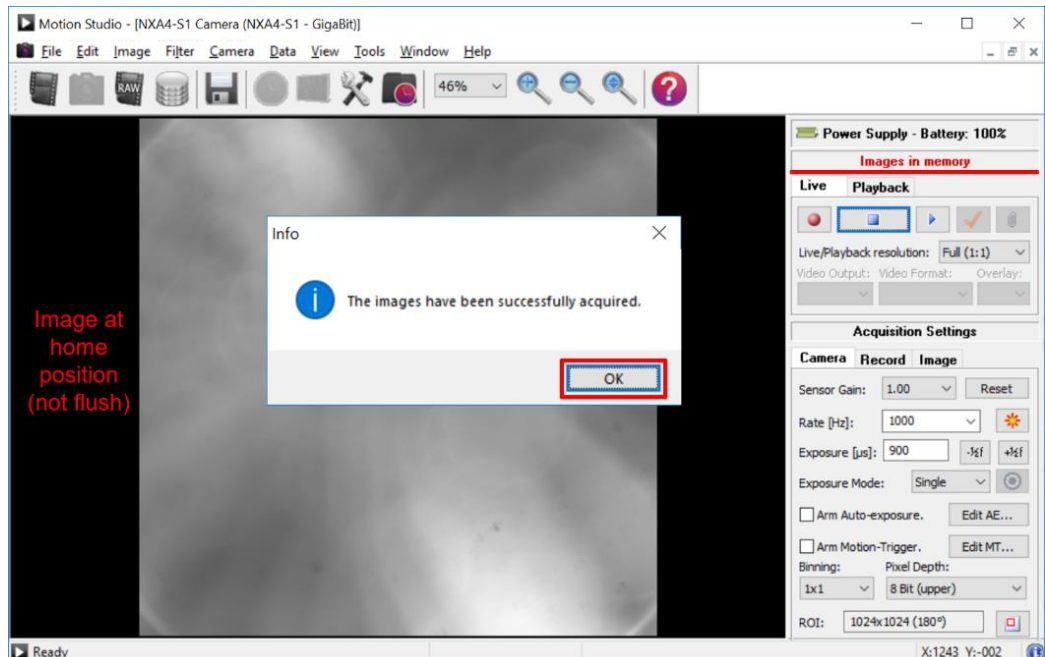 Motion Studio - [NXA4-S1 Camera (NXA4-S1 - GigaBit)]
File Edit Image Filter Camera Data View Tools Window Help
RAW
46%
Power Supply - Battery: 100%
Images in memory
Live Playback
Live/Playback resolution: Full (1:1)
Video Output: Video Format: Overlay:
Info
The images have been successfully acquired.
OK
Image at
home
position
(not flush)
Acquisition Settings
Camera Record Image
Sensor Gain: 1.00 Reset
Rate [Hz]: 1000
Exposure [µs]: 900 -½f +½f
Exposure Mode: Single
Arm Auto-exposure. Edit AE...
Arm Motion-Trigger. Edit MT...
Binning: Pixel Depth:
1x1 8 Bit (upper)
ROI: 1024x1024 (180°)
Ready X:1243 Y:-002